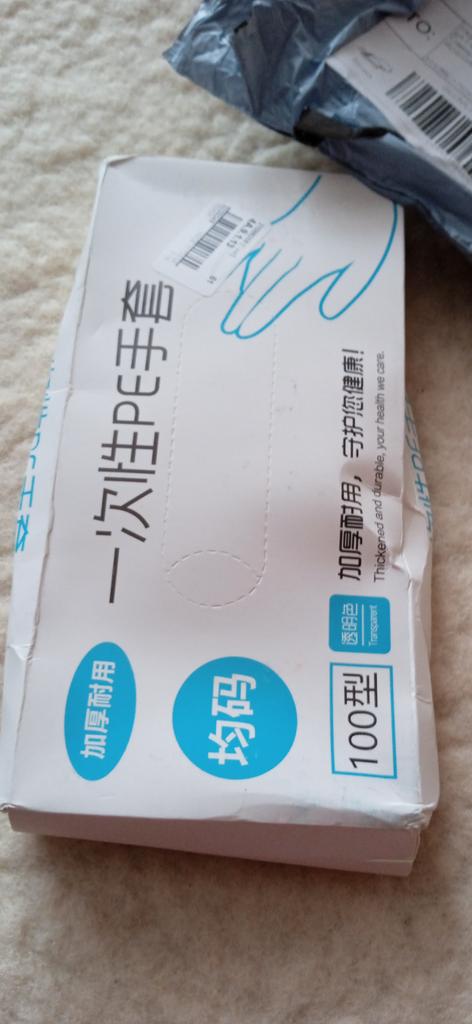 一次性PE手套
加厚耐用
均码
加厚耐用，守护您健康！
Thickened and durable, your health we care.
透明色
Transparent
100型
TO: